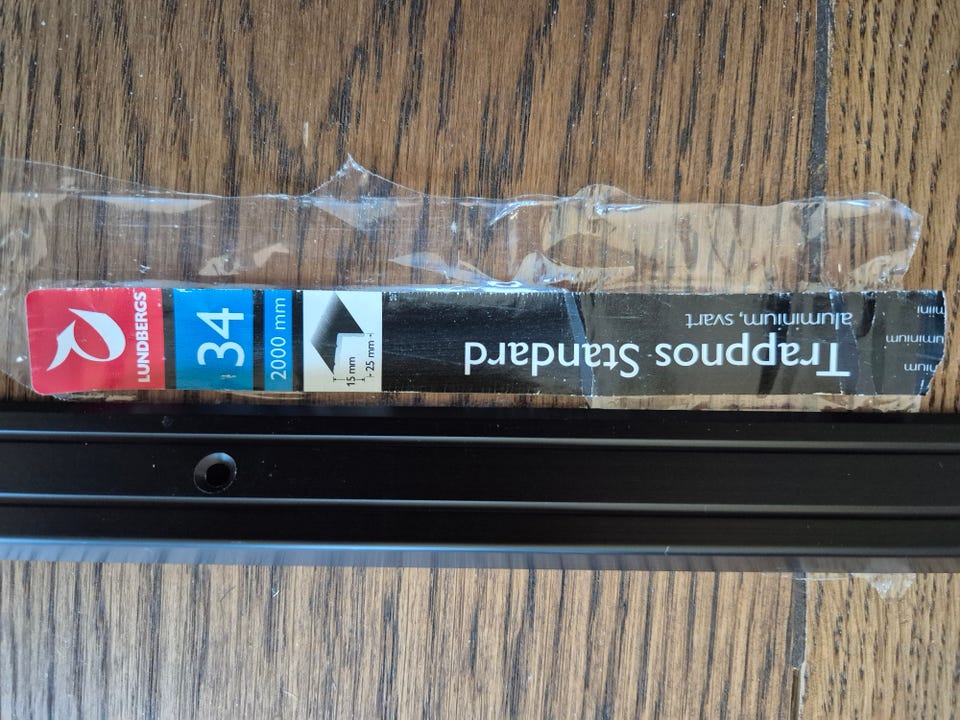 LUNDBERGS
34
2000 mm
15 mm
25 mm
Trappnos Standard
aluminium, svart